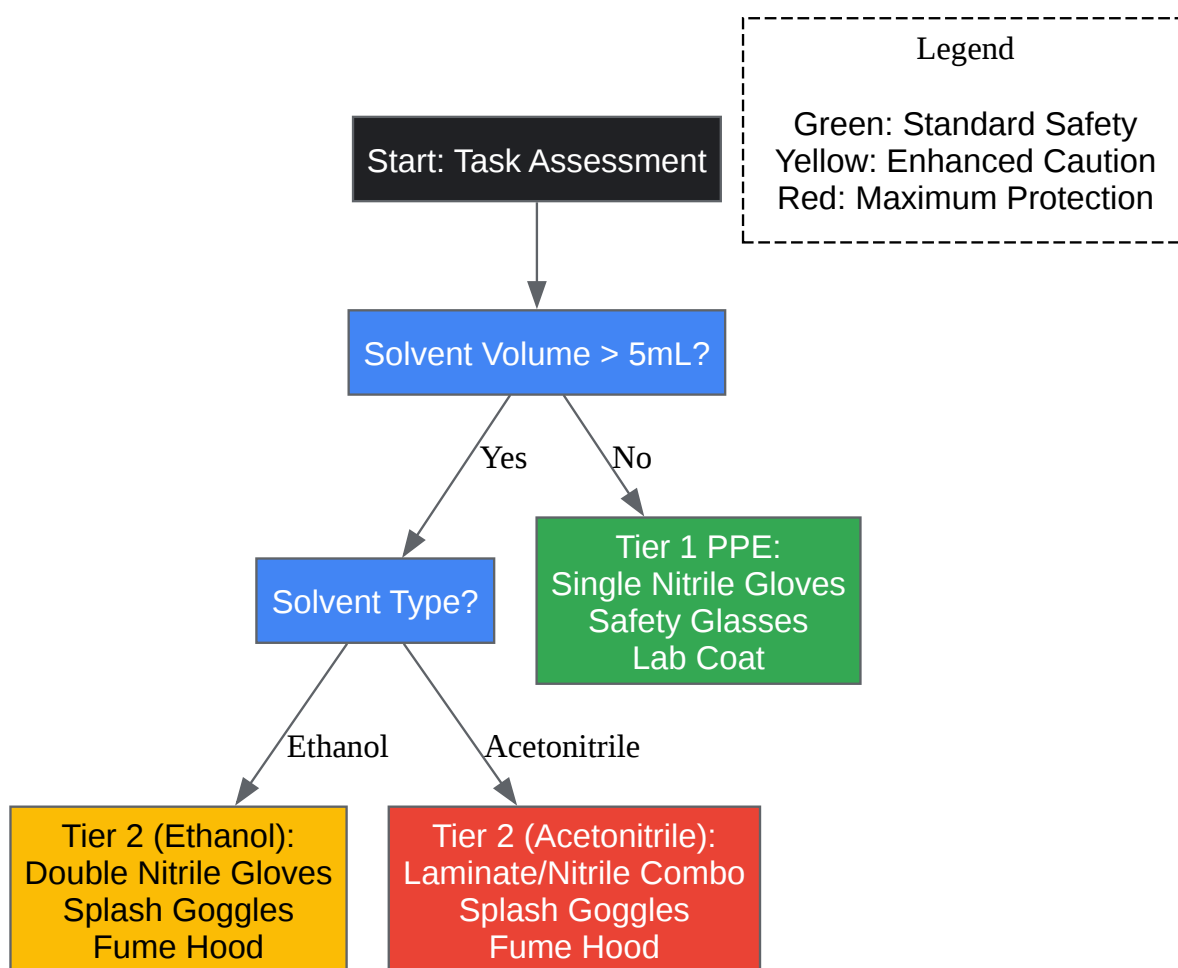 Legend
Green: Standard Safety
Yellow: Enhanced Caution
Red: Maximum Protection
Start: Task Assessment
Solvent Volume > 5mL?
Yes
No
Solvent Type?
Tier 1 PPE:
Single Nitrile Gloves
Safety Glasses
Lab Coat
Ethanol
Acetonitrile
Tier 2 (Ethanol):
Double Nitrile Gloves
Splash Goggles
Fume Hood
Tier 2 (Acetonitrile):
Laminate/Nitrile Combo
Splash Goggles
Fume Hood